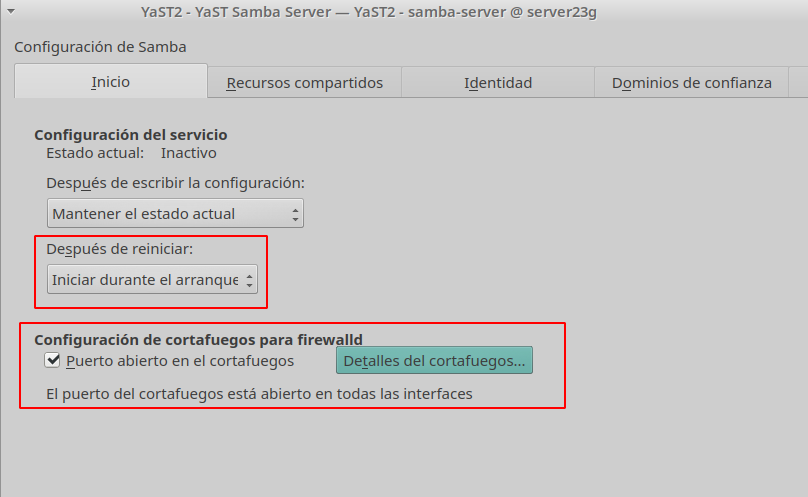 YaST2 - YaST Samba Server — YaST2 - samba-server @ server23g
Configuración de Samba
Inicio
Recursos compartidos
Identidad
Dominios de confianza
Configuración del servicio
Estado actual: Inactivo
Después de escribir la configuración:
Mantener el estado actual
Después de reiniciar:
Iniciar durante el arranque
Configuración de cortafuegos para firewalld
Puerto abierto en el cortafuegos
Detalles del cortafuegos...
El puerto del cortafuegos está abierto en todas las interfaces